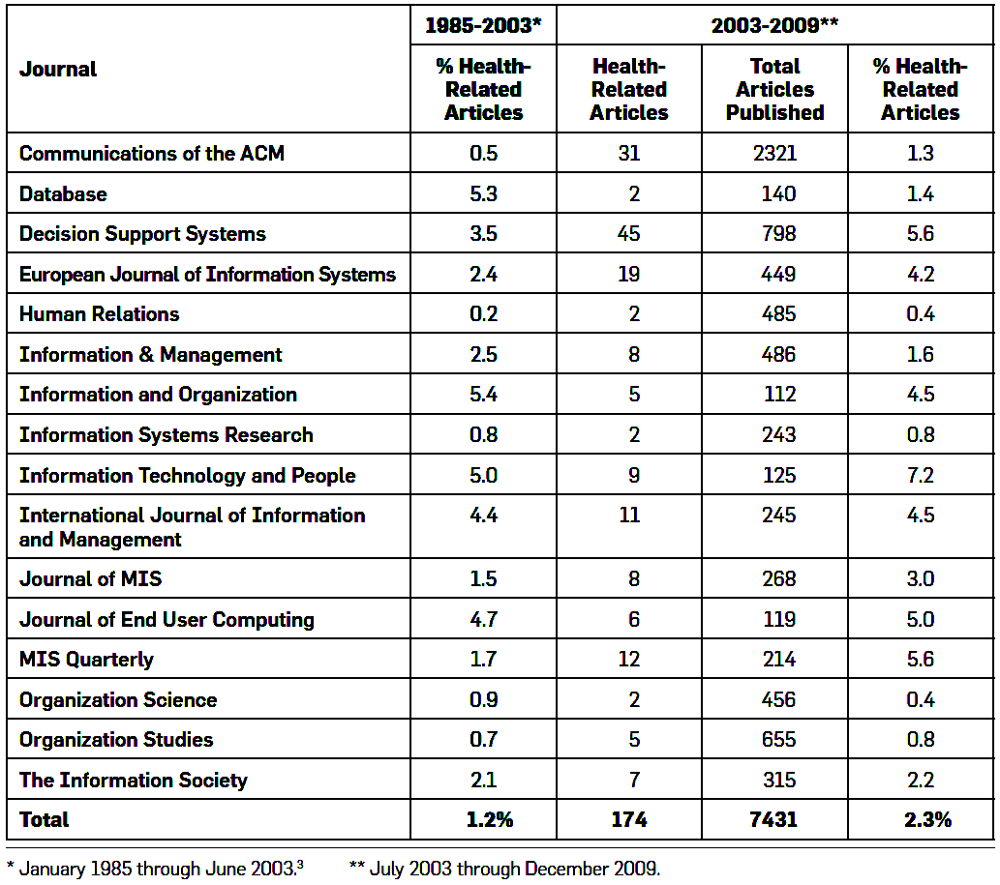 Journal 1985-2003* 2003-2009**
% Health-Related Articles Health-Related Articles Total Articles Published % Health-Related Articles
Communications of the ACM 0.5 31 2321 1.3
Database 5.3 2 140 1.4
Decision Support Systems 3.5 45 798 5.6
European Journal of Information Systems 2.4 19 449 4.2
Human Relations 0.2 2 485 0.4
Information & Management 2.5 8 486 1.6
Information and Organization 5.4 5 112 4.5
Information Systems Research 0.8 2 243 0.8
Information Technology and People 5.0 9 125 7.2
International Journal of Information
and Management 4.4 11 245 4.5
Journal of MIS 1.5 8 268 3.0
Journal of End User Computing 4.7 6 119 5.0
MIS Quarterly 1.7 12 214 5.6
Organization Science 0.9 2 456 0.4
Organization Studies 0.7 5 655 0.8
The Information Society 2.1 7 315 2.2
Total 1.2% 174 7431 2.3%
* January 1985 through June 2003.³ ** July 2003 through December 2009.